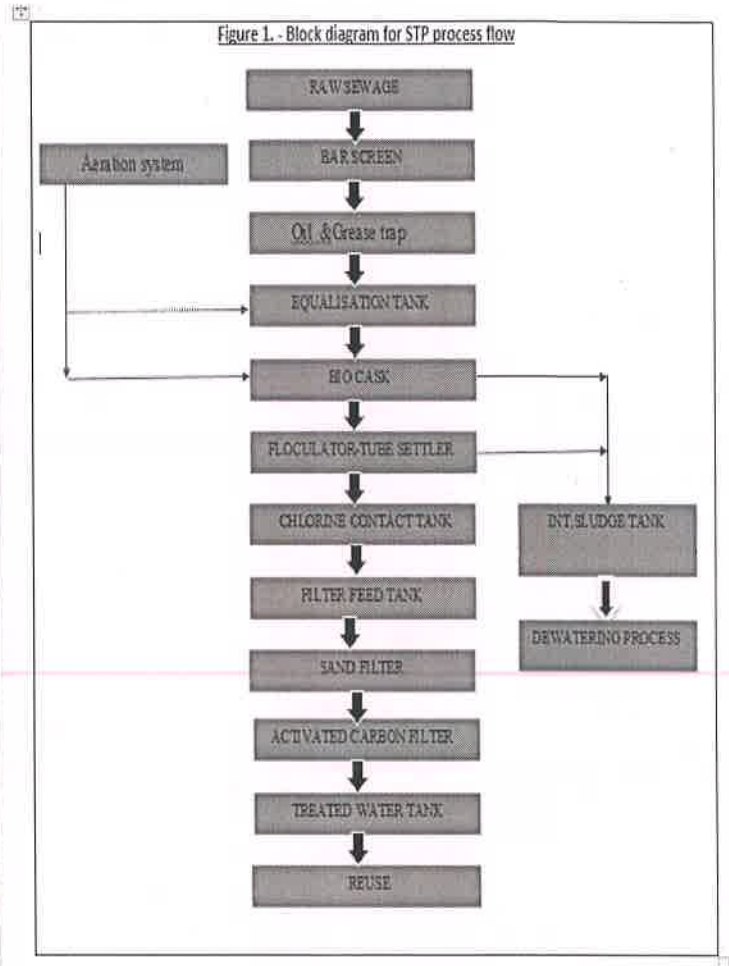 Figure 1. - Block diagram for STP process flow
RAW SEWAGE
Aeration system
BAR SCREEN
Oil & Grease trap
EQUALISATION TANK
BIO CASK
FLOCULATOR-TUBE SETTLER
CHLORINE CONTACT TANK
INT.SLUDGE TANK
FILTER FEED TANK
DEWATERING PROCESS
SAND FILTER
ACTIVATED CARBON FILTER
TREATED WATER TANK
REUSE